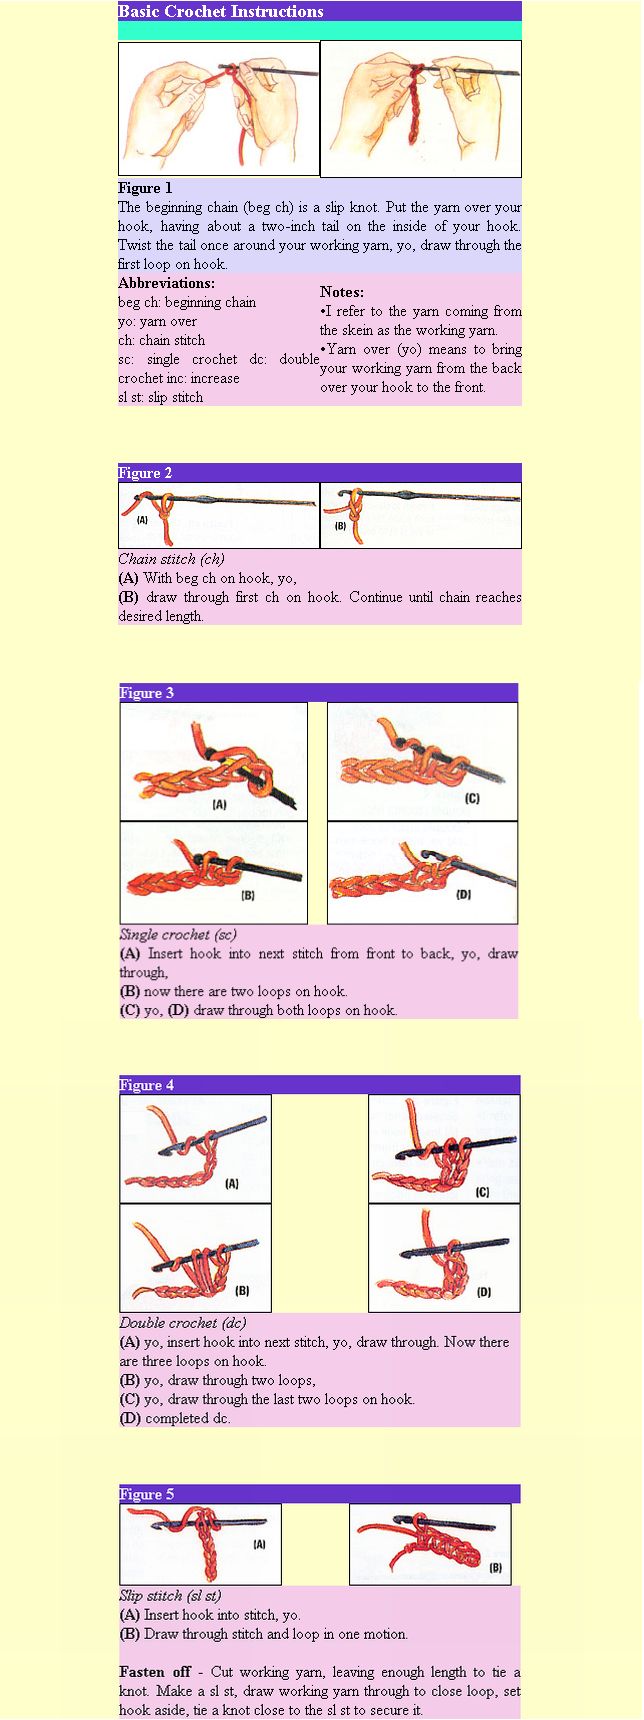 Basic Crochet Instructions
Figure 1
The beginning chain (beg ch) is a slip knot. Put the yarn over your
hook, having about a two-inch tail on the inside of your hook.
Twist the tail once around your working yarn, yo, draw through the
first loop on hook.
Abbreviations:
beg ch: beginning chain
yo: yarn over
ch: chain stitch
sc: single crochet dc: double
crochet inc: increase
sl st: slip stitch
Notes:
•I refer to the yarn coming from
the skein as the working yarn.
•Yarn over (yo) means to bring
your working yarn from the back
over your hook to the front.
Figure 2
(A)
(B)
Chain stitch (ch)
(A) With beg ch on hook, yo,
(B) draw through first ch on hook. Continue until chain reaches
desired length.
Figure 3
(A)
(C)
(B)
(D)
Single crochet (sc)
(A) Insert hook into next stitch from front to back, yo, draw
through,
(B) now there are two loops on hook.
(C) yo, (D) draw through both loops on hook.
Figure 4
(A)
(C)
(B)
(D)
Double crochet (dc)
(A) yo, insert hook into next stitch, yo, draw through. Now there
are three loops on hook.
(B) yo, draw through two loops,
(C) yo, draw through the last two loops on hook.
(D) completed dc.
Figure 5
(A)
(B)
Slip stitch (sl st)
(A) Insert hook into stitch, yo.
(B) Draw through stitch and loop in one motion.
Fasten off - Cut working yarn, leaving enough length to tie a
knot. Make a sl st, draw working yarn through to close loop, set
hook aside, tie a knot close to the sl st to secure it.